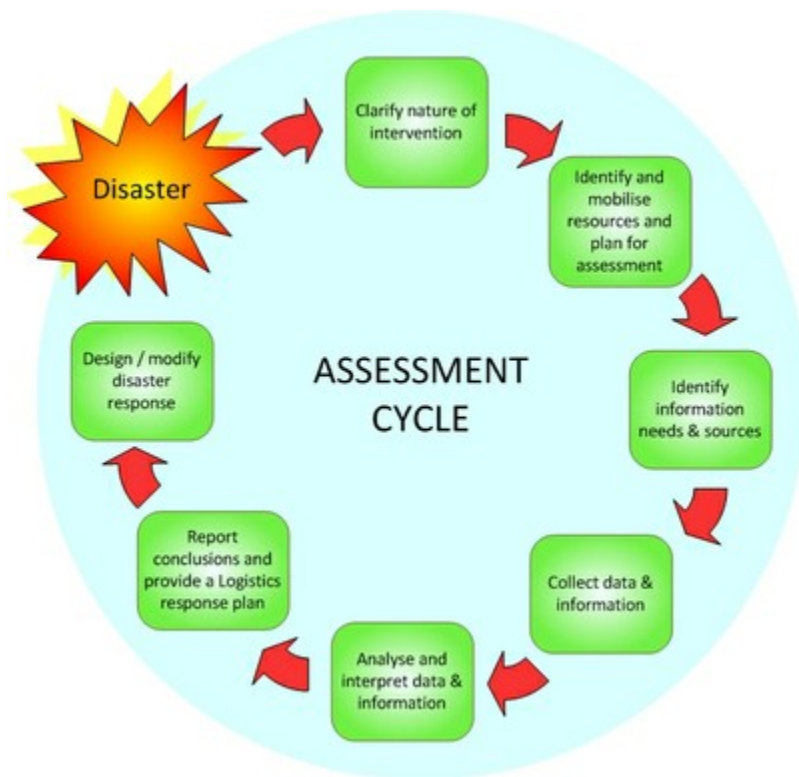 Disaster
Clarify nature of
intervention
Identify and
mobilise
resources and
plan for
assessment
Identify
information
needs & sources
Collect data &
information
Analyse and
interpret data &
information
Report
conclusions and
provide a Logistics
response plan
Design / modify
disaster
response
ASSESSMENT
CYCLE